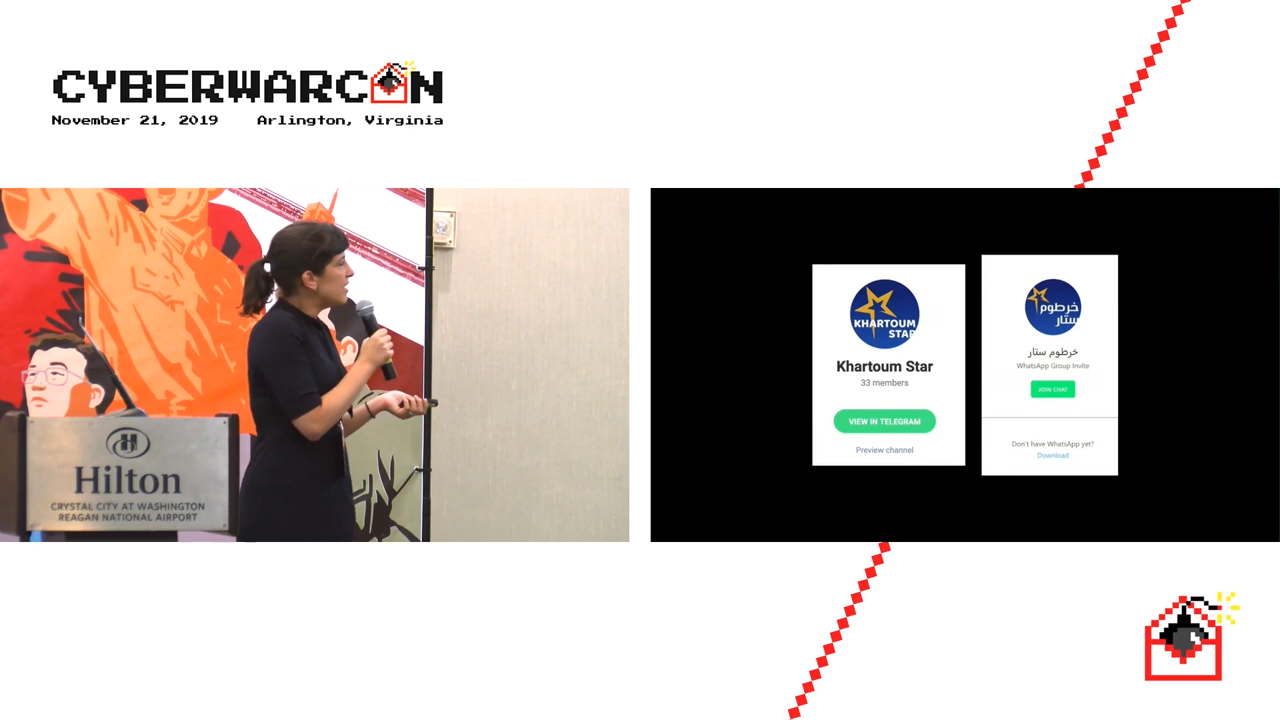 CYBERWARCON
November 21, 2019 Arlington, Virginia
Hilton
CRYSTAL CITY AT WASHINGTON
REAGAN NATIONAL AIRPORT
KHARTOUM
STAR
Khartoum Star
33 members
VIEW IN TELEGRAM
Preview channel
خرطوم
ستار
خرطوم ستار
WhatsApp Group Invite
JOIN CHAT
Don't have WhatsApp yet?
Download